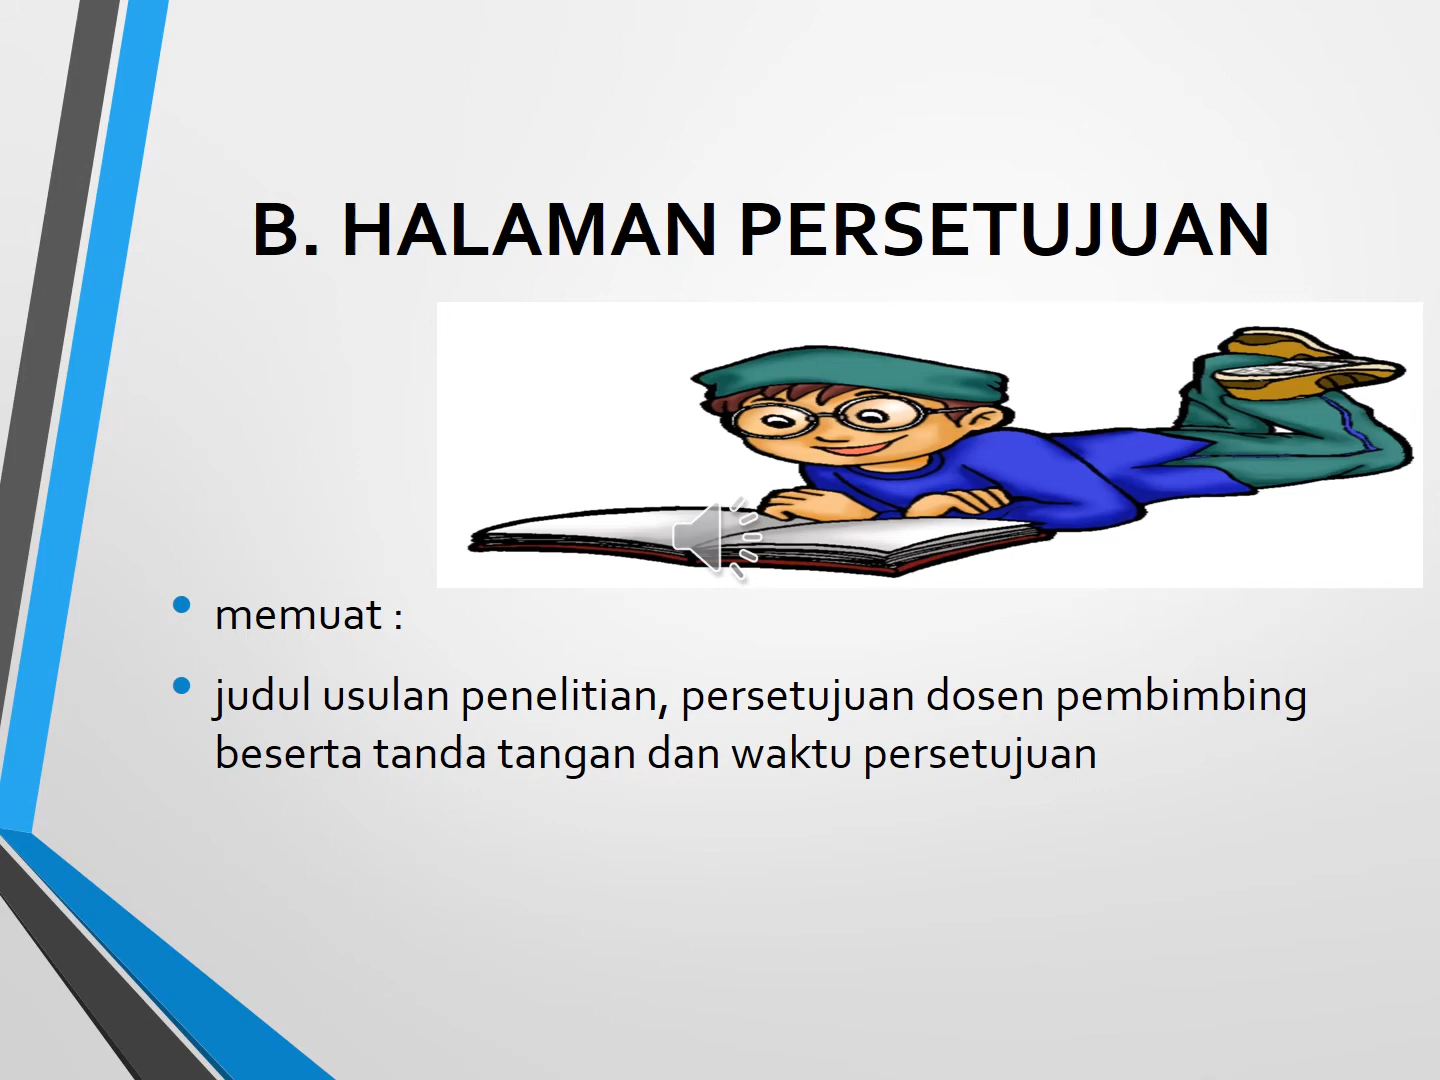 B. HALAMAN PERSETUJUAN
memuat :
judul usulan penelitian, persetujuan dosen pembimbing
beserta tanda tangan dan waktu persetujuan